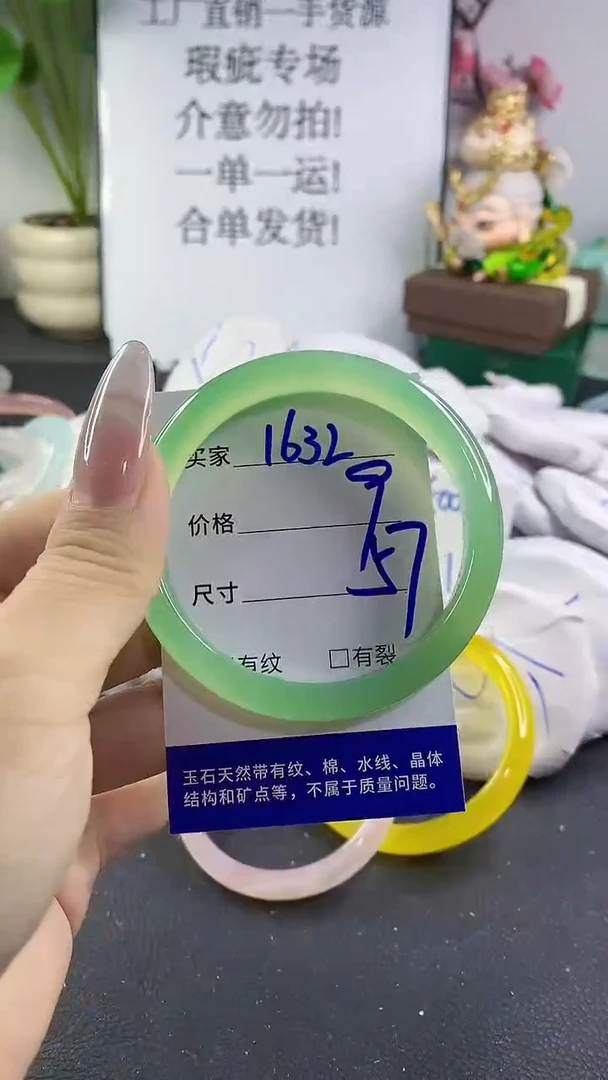 工厂直销一手货源
瑕疵专场
介意勿拍!
一单一运!
合单发货!
买家 1632
价格 9
尺寸 57
有纹 □有裂
玉石天然带有纹、棉、水线、晶体
结构和矿点等，不属于质量问题。